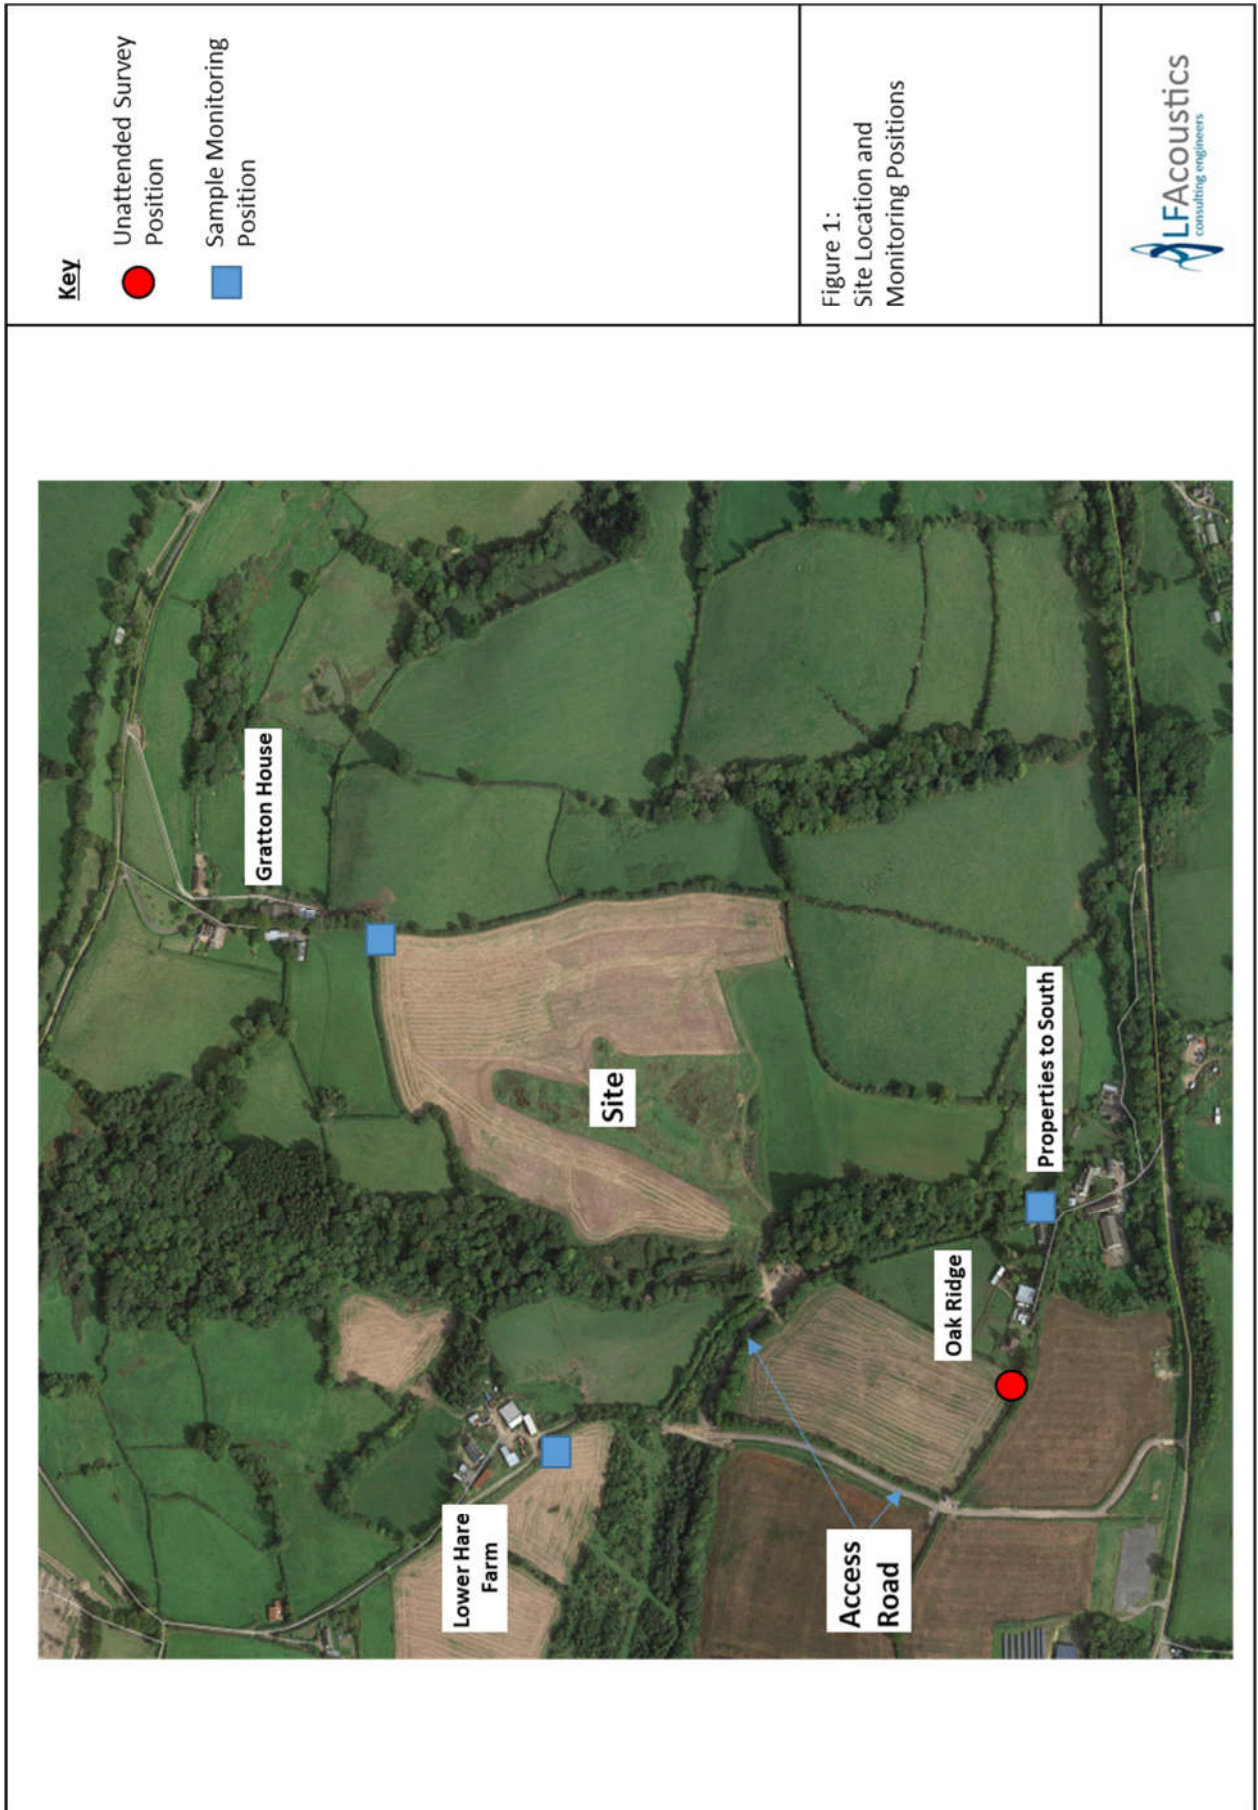 Key
Unattended Survey
Position
Sample Monitoring
Position
Gratton House
Site
Lower Hare
Farm
Oak Ridge
Properties to South
Access
Road
Figure 1:
Site Location and
Monitoring Positions
LFAcoustics
consulting engineers